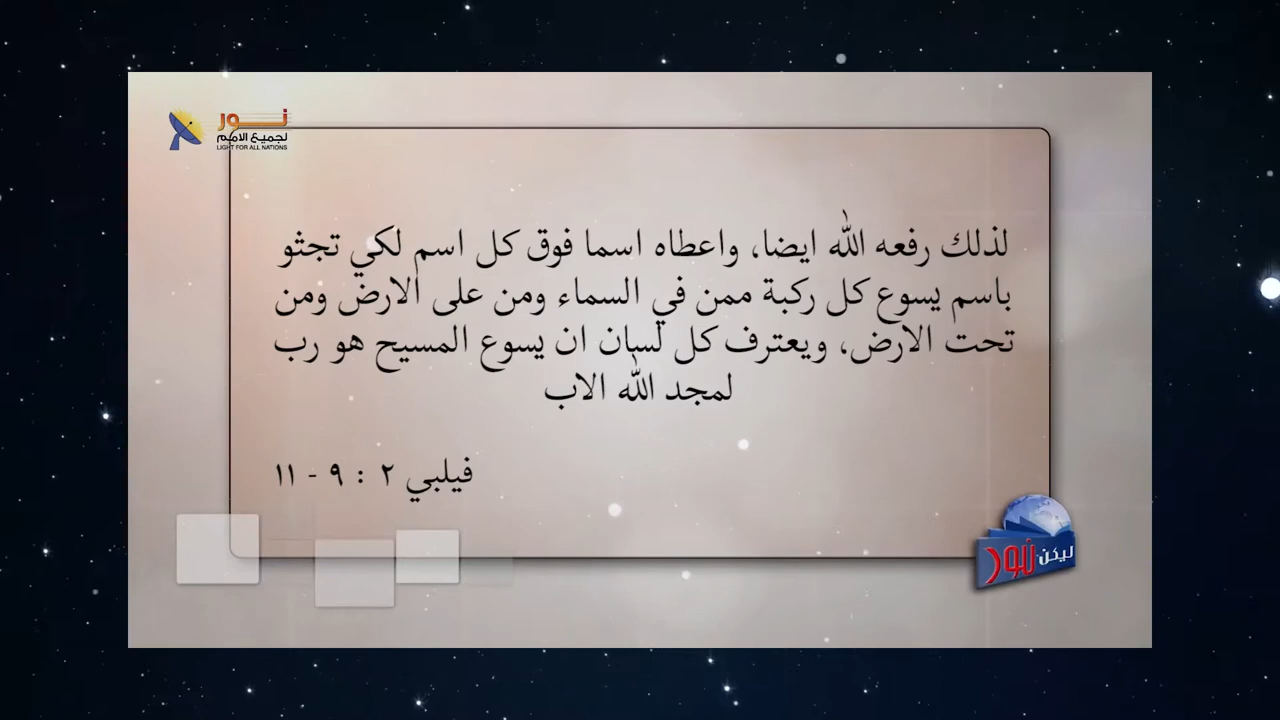 نور
لجميع الامم
LIGHT FOR ALL NATIONS
لذلك رفعه الله ايضا، واعطاه اسما فوق كل اسم لكي تجثو
باسم يسوع كل ركبة ممن في السماء ومن على الارض ومن
تحت الارض، ويعترف كل لسان ان يسوع المسيح هو رب
لمجد الله الاب
فيلبي ٢ : ٩ - ١١
ليكن نور